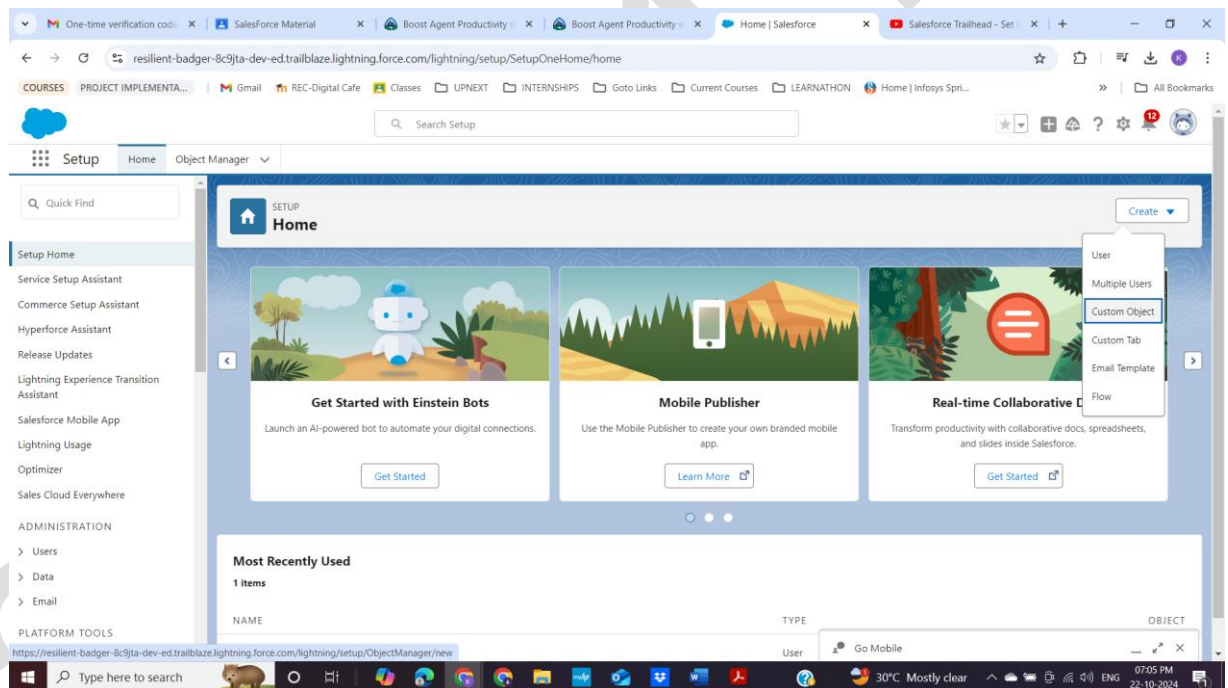 One-time verification code
SalesForce Material
Boost Agent Productivity w
Boost Agent Productivity w
Home | Salesforce
Salesforce Trailhead - Set U
resilient-badger-8c9jta-dev-ed.trailblaze.lightning.force.com/lightning/setup/SetupOneHome/home
K
COURSES PROJECT IMPLEMENTA... Gmail REC-Digital Cafe Classes UPNEXT INTERNSHIPS Goto Links Current Courses LEARNATHON Home | Infosys Spri... » All Bookmarks
Search Setup
12
Setup Home Object Manager
Quick Find
SETUP
Home
Create
User
Multiple Users
Custom Object
Custom Tab
Email Template
Flow
Setup Home
Service Setup Assistant
Commerce Setup Assistant
Hyperforce Assistant
Release Updates
Lightning Experience Transition
Assistant
Salesforce Mobile App
Lightning Usage
Optimizer
Sales Cloud Everywhere
ADMINISTRATION
Users
Data
Email
PLATFORM TOOLS
Get Started with Einstein Bots
Launch an AI-powered bot to automate your digital connections.
Get Started
Mobile Publisher
Use the Mobile Publisher to create your own branded mobile
app.
Learn More
Real-time Collaborative D
Transform productivity with collaborative docs, spreadsheets,
and slides inside Salesforce.
Get Started
Most Recently Used
1 items
NAME TYPE OBJECT
User
Go Mobile
https://resilient-badger-8c9jta-dev-ed.trailblaze.lightning.force.com/lightning/setup/ObjectManager/new
Type here to search
30°C Mostly clear
ENG
07:05 PM
22-10-2024